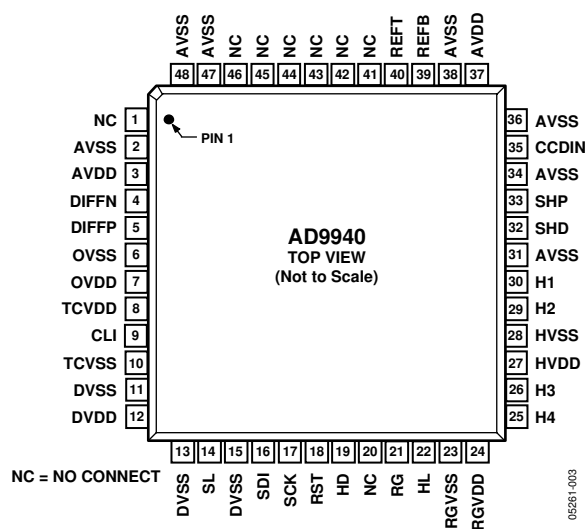 AVSS AVSS NC NC NC NC NC NC REFT REFB AVSS AVDD
48 47 46 45 44 43 42 41 40 39 38 37
NC 1
AVSS 2
AVDD 3
DIFFN 4
DIFFP 5
OVSS 6
OVDD 7
TCVDD 8
CLI 9
TCVSS 10
DVSS 11
DVDD 12
PIN 1
AD9940
TOP VIEW
(Not to Scale)
36 AVSS
35 CCDIN
34 AVSS
33 SHP
32 SHD
31 AVSS
30 H1
29 H2
28 HVSS
27 HVDD
26 H3
25 H4
13 14 15 16 17 18 19 20 21 22 23 24
DVSS SL DVSS SDI SCK RST HD NC RG HL RGVSS RGVDD
NC = NO CONNECT
05261-003